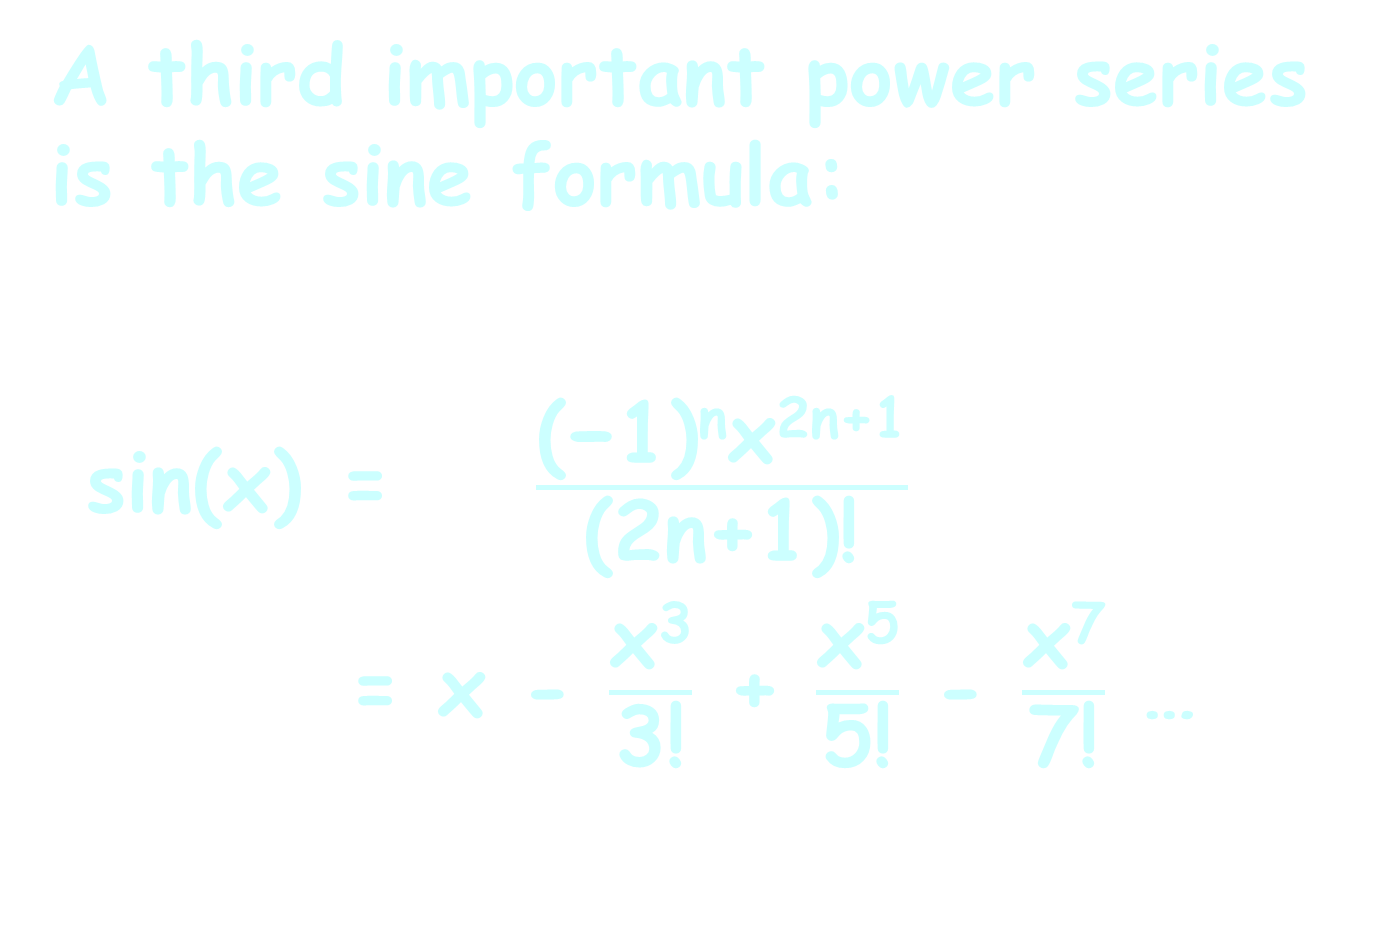 A third important power series
is the sine formula:
sin(x) = (-1)ⁿx²ⁿ⁺¹ / (2n+1)!
= x - x³/3! + x⁵/5! - x⁷/7! ...